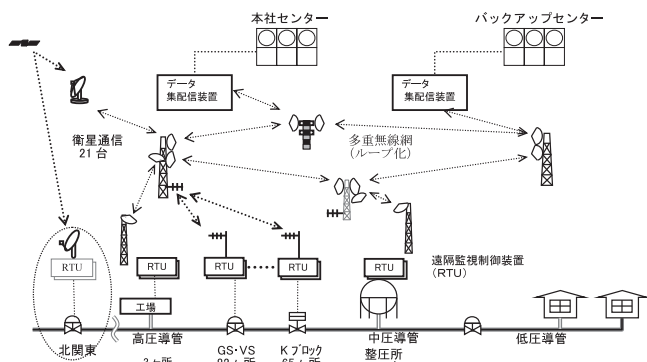 本社センター
バックアップセンター
データ
集配信装置
データ
集配信装置
衛星通信
21 台
多重無線網
(ループ化)
RTU
RTU
RTU
RTU
RTU
遠隔監視制御装置
(RTU)
工場
北関東
高圧導管
GS・VS
Kブロック
中圧導管
整圧所
低圧導管